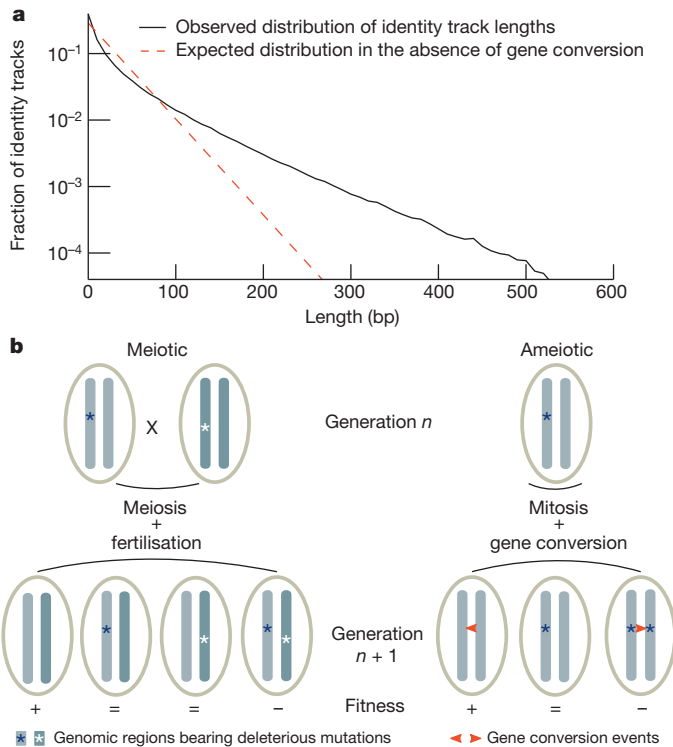 a
Observed distribution of identity track lengths
Expected distribution in the absence of gene conversion
Fraction of identity tracks
10⁻¹
10⁻²
10⁻³
10⁻⁴
0 100 200 300 400 500 600
Length (bp)
b
Meiotic Ameiotic
* X * Generation n *
Meiosis Mitosis
+ +
fertilisation gene conversion
* * * * Generation * * *
n + 1
+ = = – Fitness + = –
* * Genomic regions bearing deleterious mutations Gene conversion events